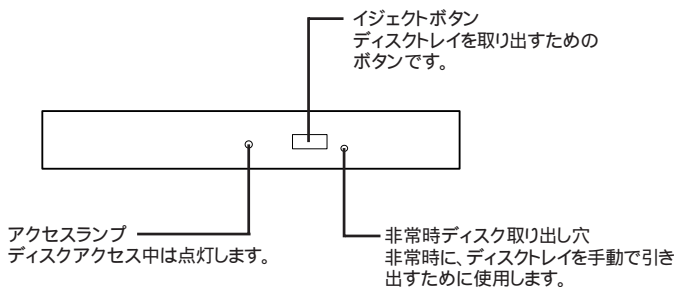 イジェクトボタン
ディスクトレイを取り出すための
ボタンです。
アクセスランプ
ディスクアクセス中は点灯します。
非常時ディスク取り出し穴
非常時に、ディスクトレイを手動で引き
出すために使用します。